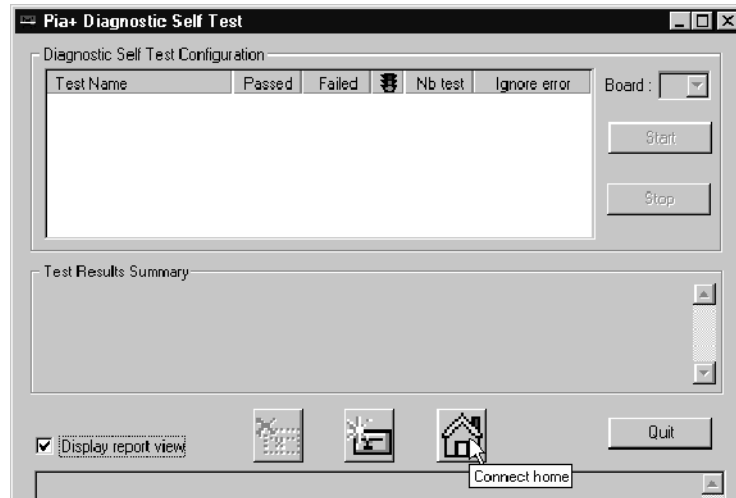 Pia+ Diagnostic Self Test
Diagnostic Self Test Configuration
Test Name Passed Failed Nb test Ignore error
Board :
Start
Stop
Test Results Summary
Display report view
Quit
Connect home